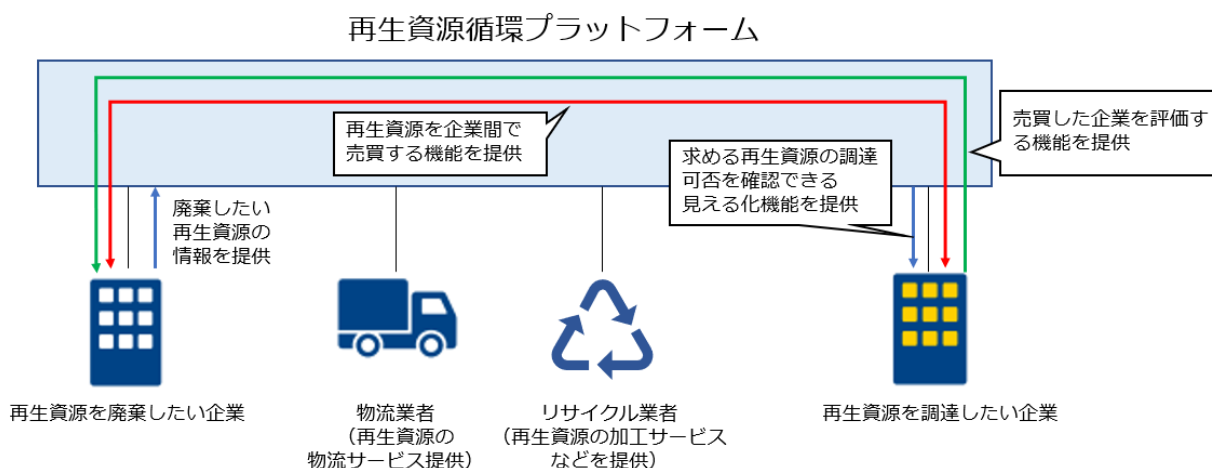 再生資源循環プラットフォーム
再生資源を企業間で
売買する機能を提供
求める再生資源の調達
可否を確認できる
見える化機能を提供
売買した企業を評価す
る機能を提供
廃棄したい
再生資源の
情報を提供
再生資源を廃棄したい企業
物流業者
（再生資源の
物流サービス提供）
リサイクル業者
（再生資源の加工サービス
などを提供）
再生資源を調達したい企業